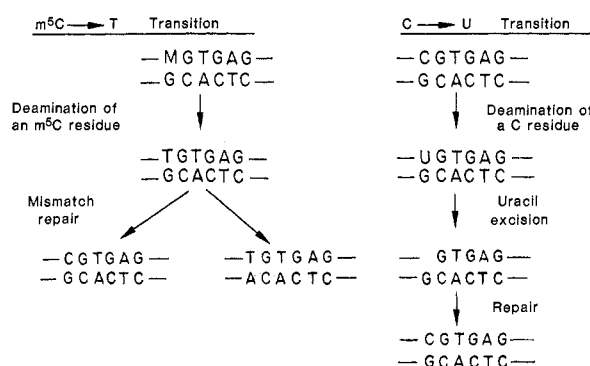 m⁵C → T Transition
— MGTGAG —
— GCACTC —
Deamination of
an m⁵C residue
— TGTGAG —
— GCACTC —
Mismatch
repair
— CGTGAG —
— GCACTC —
— TGTGAG —
— ACACTC —
C → U Transition
— CGTGAG —
— GCACTC —
Deamination of
a C residue
— UGTGAG —
— GCACTC —
Uracil
excision
— GTGAG —
— GCACTC —
Repair
— CGTGAG —
— GCACTC —